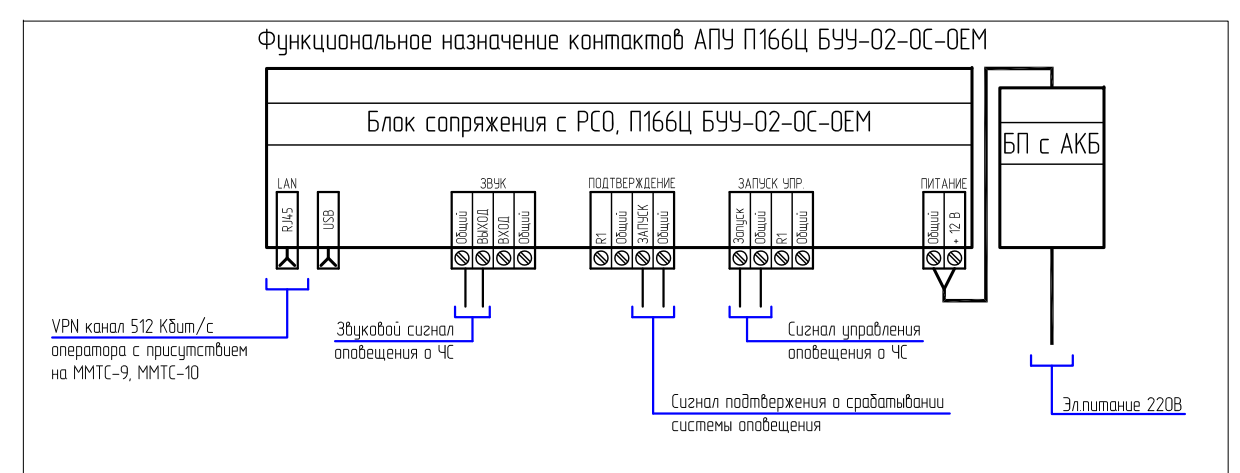 Функциональное назначение контактов АПУ П166Ц БУУ-02-ОС-ОЕМ
Блок сопряжения с РСО, П166Ц БУУ-02-ОС-ОЕМ
БП с АКБ
LAN
ЗВУК
ПОДТВЕРЖДЕНИЕ
ЗАПУСК УПР.
ПИТАНИЕ
RJ45
USB
Общий
ВЫХОД
ВХОД
Общий
R1
Общий
ЗАПУСК
Общий
Запуск
Общий
R1
Общий
Общий
+ 12 В
VPN канал 512 Кбит/с
оператора с присутствием
на ММТС-9, ММТС-10
Звуковой сигнал
оповещения о ЧС
Сигнал управления
оповещения о ЧС
Сигнал подтвержения о срабатывании
системы оповещения
Эл.питание 220В